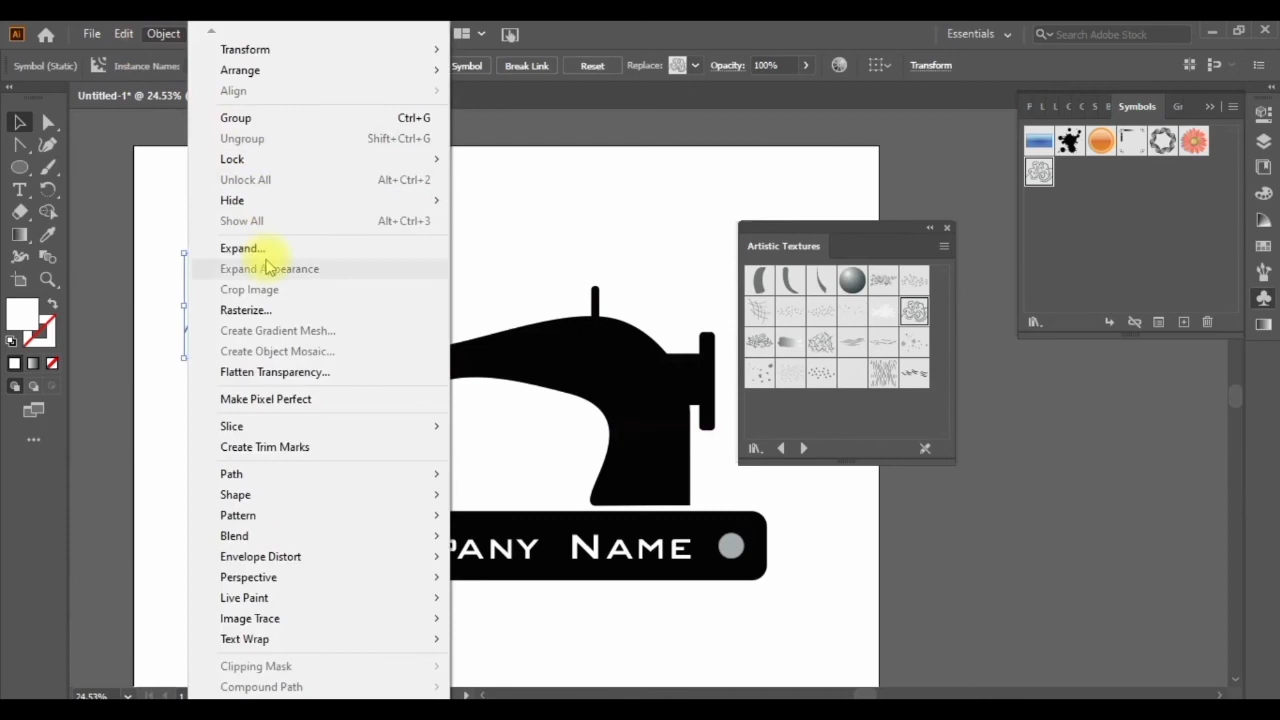 Ai
File Edit Object
Essentials
Search Adobe Stock
Symbol (Static)
Instance Name:
Symbol
Break Link
Reset
Replace:
Opacity:
100%
Transform
Untitled-1* @ 24.53%
Transform
Arrange
Align
Group Ctrl+G
Ungroup Shift+Ctrl+G
Lock
Unlock All Alt+Ctrl+2
Hide
Show All Alt+Ctrl+3
Expand...
Expand Appearance
Crop Image
Rasterize...
Create Gradient Mesh...
Create Object Mosaic...
Flatten Transparency...
Make Pixel Perfect
Slice
Create Trim Marks
Path
Shape
Pattern
Blend
Envelope Distort
Perspective
Live Paint
Image Trace
Text Wrap
Clipping Mask
Compound Path
P L L C C S B Symbols Gr
Artistic Textures
PANY NAME
24.53%
1